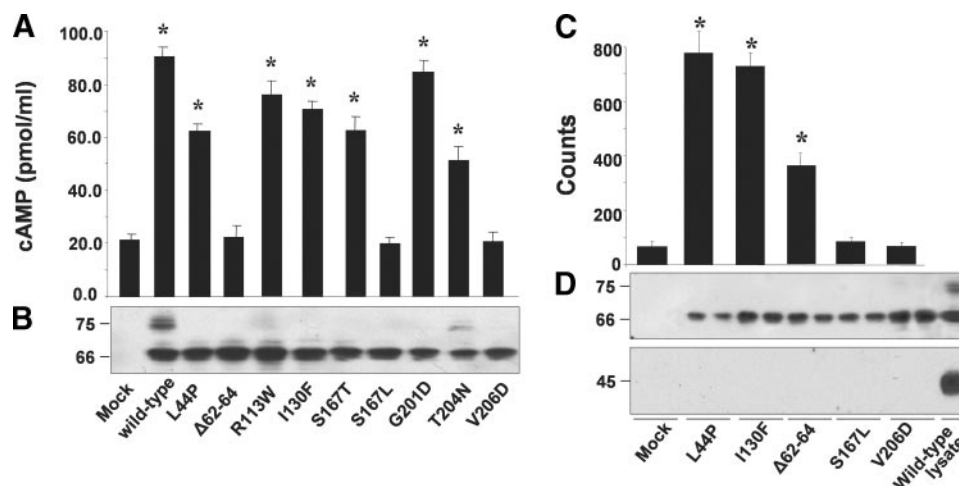 A
cAMP (pmol/ml)
100.0
80.0
60.0
40.0
20.0
0.0
* * * * * * *
B
75
66
Mock
wild-type
L44P
Δ62-64
R113W
I130F
S167T
S167L
G201D
T204N
V206D
C
Counts
800
600
400
200
0
* * *
D
75
66
45
Mock
L44P
I130F
Δ62-64
S167L
V206D
Wild-type
lysate